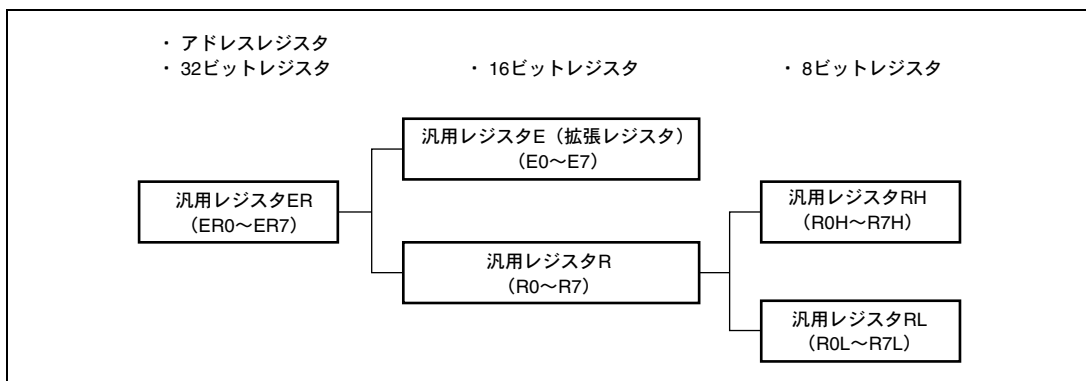 ・ アドレスレジスタ
・ 32ビットレジスタ
・ 16ビットレジスタ
・ 8ビットレジスタ
汎用レジスタER
（ER0～ER7）
汎用レジスタE（拡張レジスタ）
（E0～E7）
汎用レジスタR
（R0～R7）
汎用レジスタRH
（R0H～R7H）
汎用レジスタRL
（R0L～R7L）